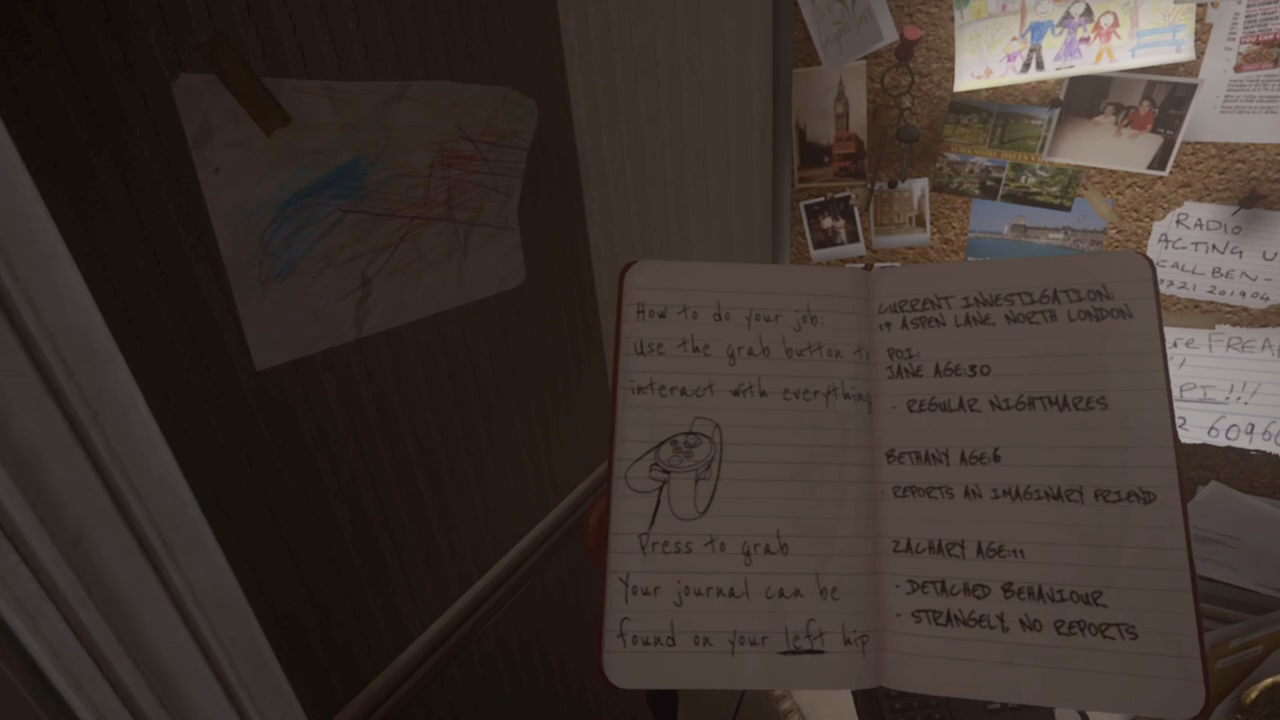 How to do your job:
use the grab button
interact with everything
Press to grab
Your journal can be
found on your left hip
CURRENT INVESTIGATION:
19 ASPEN LANE, NORTH LONDON
POI:
JANE AGE:30
- REGULAR NIGHTMARES
BETHANY AGE:6
- REPORTS AN IMAGINARY FRIEND
ZACHARY AGE:11
- DETACHED BEHAVIOUR
- STRANGELY, NO REPORTS
RADIO
ACTING U
CALL BEN -
0721 201904
re FREA
PI!!!
2 6096